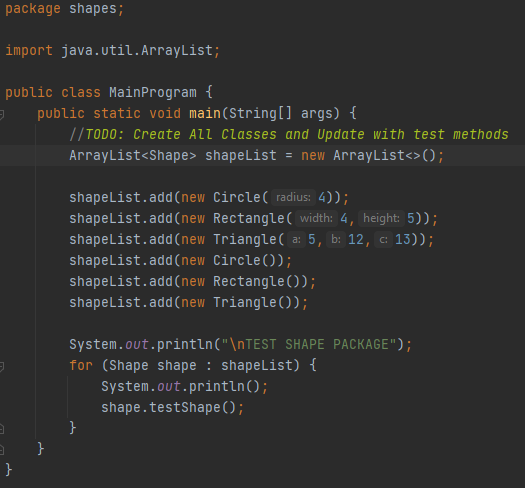 package shapes;
import java.util.ArrayList;
public class MainProgram {
public static void main(String[] args) {
//TODO: Create All Classes and Update with test methods
ArrayList<Shape> shapeList = new ArrayList<>();
shapeList.add(new Circle( radius: 4));
shapeList.add(new Rectangle( width: 4, height: 5));
shapeList.add(new Triangle( a: 5, b: 12, c: 13));
shapeList.add(new Circle());
shapeList.add(new Rectangle());
shapeList.add(new Triangle());
System.out.println("\nTEST SHAPE PACKAGE");
for (Shape shape : shapeList) {
System.out.println();
shape.testShape();
}
}
}